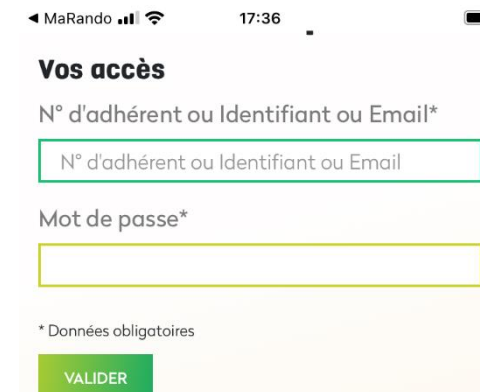 ◀ MaRando 17:36
Vos accès
N° d'adhérent ou Identifiant ou Email*
N° d'adhérent ou Identifiant ou Email
Mot de passe*
* Données obligatoires
VALIDER